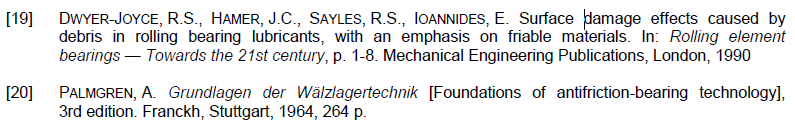 [19] DWYER-JOYCE, R.S., HAMER, J.C., SAYLES, R.S., IOANNIDES, E. Surface damage effects caused by
debris in rolling bearing lubricants, with an emphasis on friable materials. In: Rolling element
bearings — Towards the 21st century, p. 1-8. Mechanical Engineering Publications, London, 1990
[20] PALMGREN, A. Grundlagen der Wälzlagertechnik [Foundations of antifriction-bearing technology],
3rd edition. Franckh, Stuttgart, 1964, 264 p.